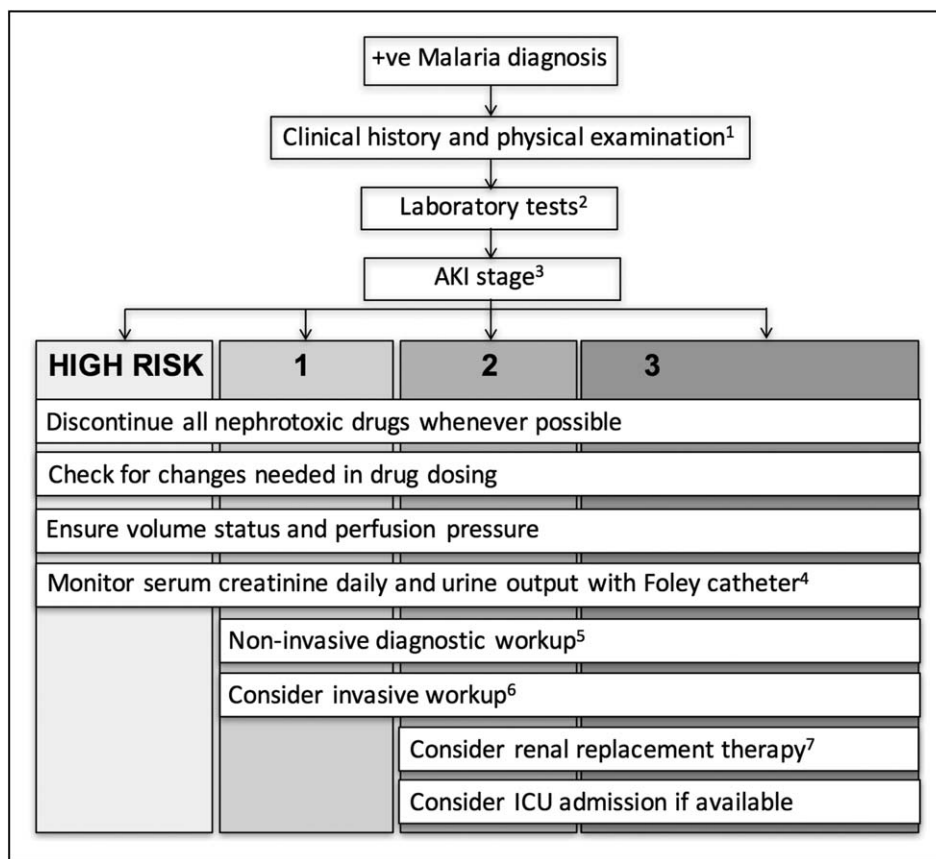 +ve Malaria diagnosis
Clinical history and physical examination¹
Laboratory tests²
AKI stage³
HIGH RISK
1
2
3
Discontinue all nephrotoxic drugs whenever possible
Check for changes needed in drug dosing
Ensure volume status and perfusion pressure
Monitor serum creatinine daily and urine output with Foley catheter⁴
Non-invasive diagnostic workup⁵
Consider invasive workup⁶
Consider renal replacement therapy⁷
Consider ICU admission if available